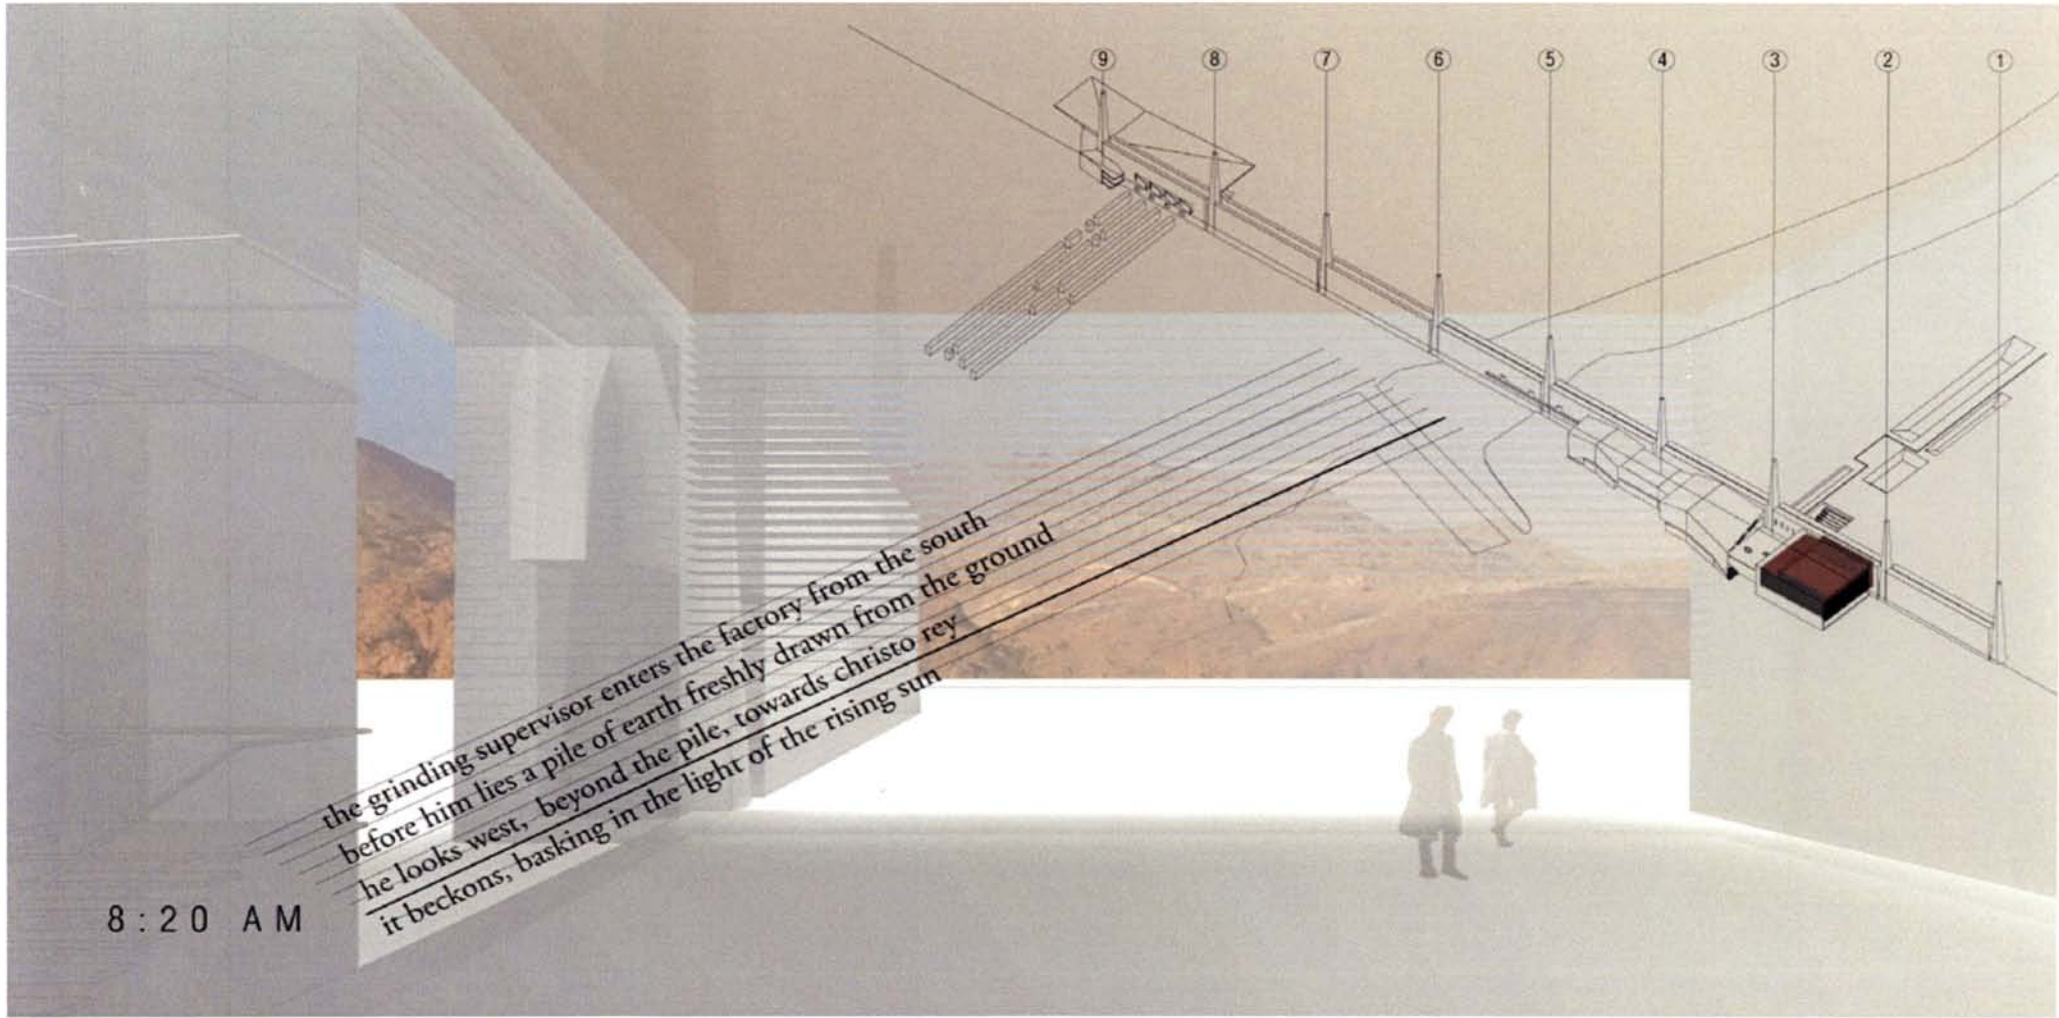 9 8 7 6 5 4 3 2 1
the grinding supervisor enters the factory from the south
before him lies a pile of earth freshly drawn from the ground
he looks west, beyond the pile, towards christo rey
it beckons, basking in the light of the rising sun
8:20 AM